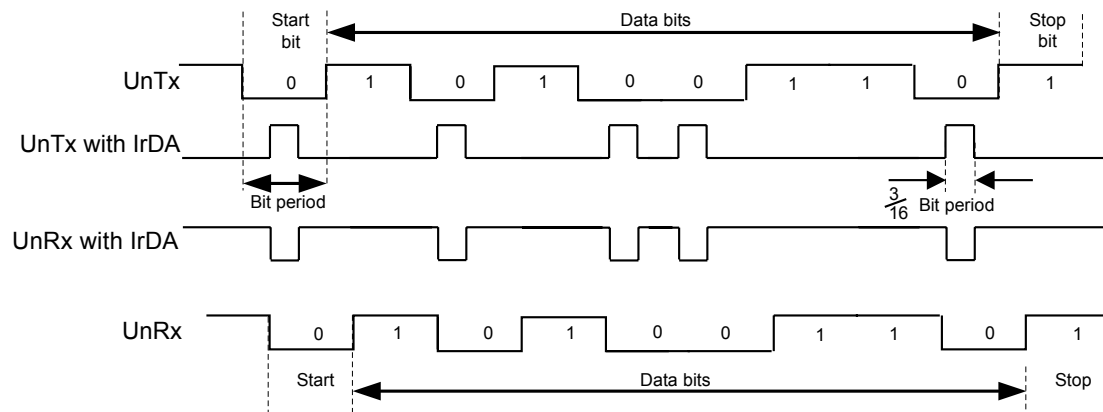 Start
bit
Data bits
Stop
bit
UnTx
0 1 0 1 0 0 1 1 0 1
UnTx with IrDA
Bit period
3/16 Bit period
UnRx with IrDA
UnRx
0 1 0 1 0 0 1 1 0 1
Start
Data bits
Stop